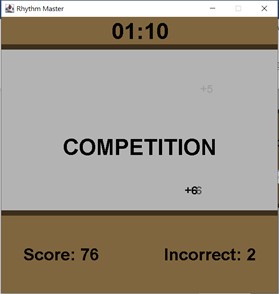 Rhythm Master
01:10
+5
COMPETITION
+6
Score: 76
Incorrect: 2